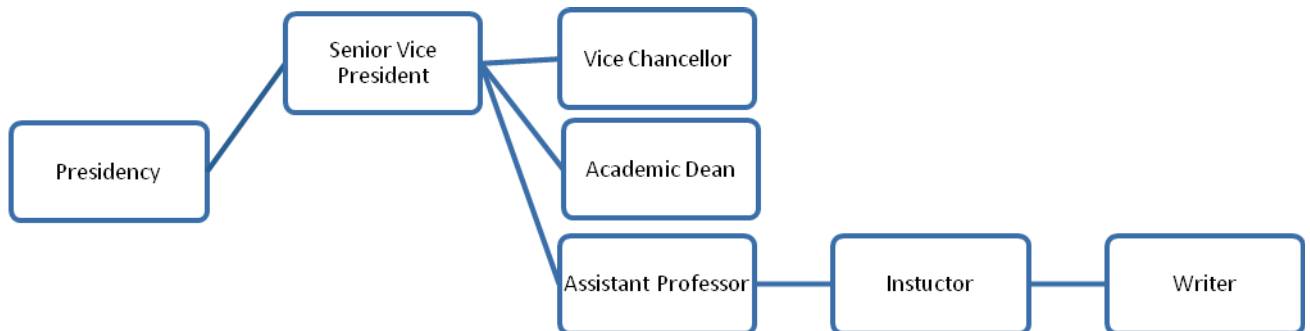 Senior Vice
President
Vice Chancellor
Presidency
Academic Dean
Assistant Professor
Instuctor
Writer